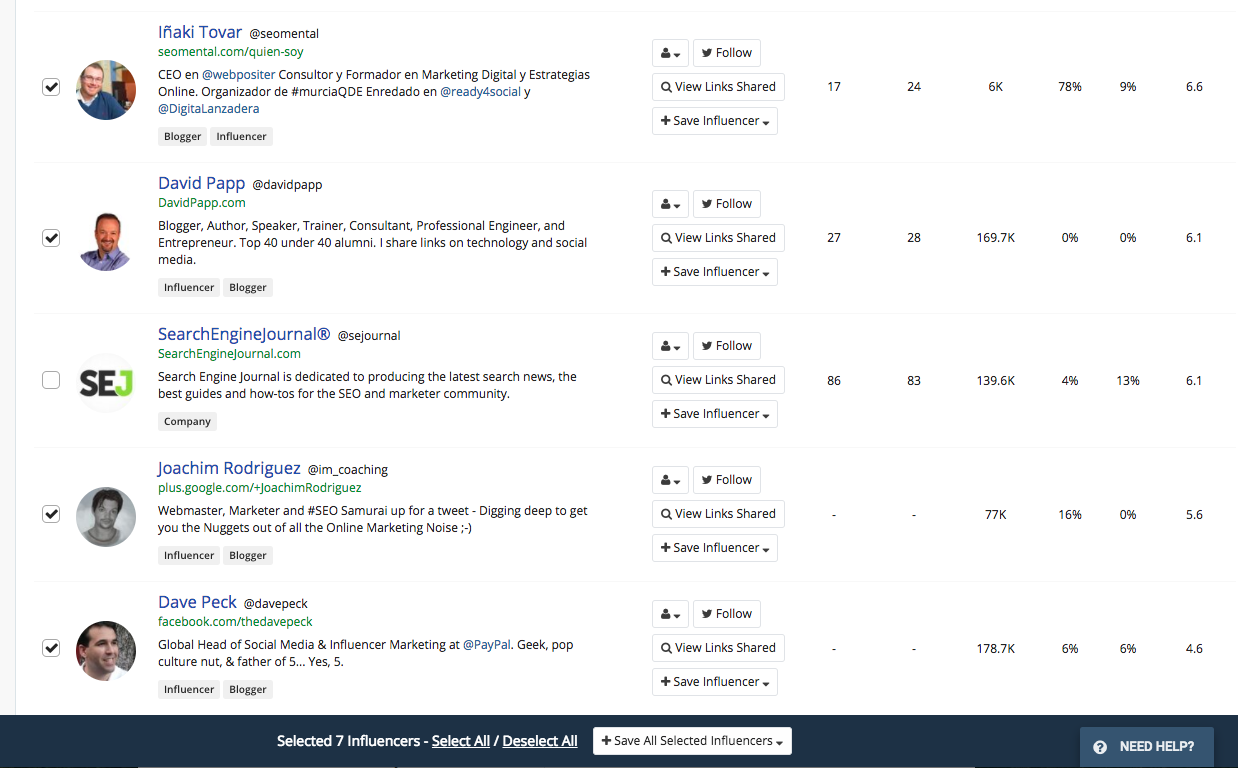 Iñaki Tovar @seomental
seomental.com/quien-soy
CEO en @webpositer Consultor y Formador en Marketing Digital y Estrategias
Online. Organizador de #murciaQDE Enredado en @ready4social y
@DigitaLanzadera
Blogger Influencer
Follow
View Links Shared
Save Influencer
17 24 6K 78% 9% 6.6
David Papp @davidpapp
DavidPapp.com
Blogger, Author, Speaker, Trainer, Consultant, Professional Engineer, and
Entrepreneur. Top 40 under 40 alumni. I share links on technology and social
media.
Influencer Blogger
Follow
View Links Shared
Save Influencer
27 28 169.7K 0% 0% 6.1
SearchEngineJournal® @sejournal
SearchEngineJournal.com
SEJ
Search Engine Journal is dedicated to producing the latest search news, the
best guides and how-tos for the SEO and marketer community.
Company
Follow
View Links Shared
Save Influencer
86 83 139.6K 4% 13% 6.1
Joachim Rodriguez @im_coaching
plus.google.com/+JoachimRodriguez
Webmaster, Marketer and #SEO Samurai up for a tweet - Digging deep to get
you the Nuggets out of all the Online Marketing Noise ;-)
Influencer Blogger
Follow
View Links Shared
Save Influencer
- - 77K 16% 0% 5.6
Dave Peck @davepeck
facebook.com/thedavepeck
Global Head of Social Media & Influencer Marketing at @PayPal. Geek, pop
culture nut, & father of 5... Yes, 5.
Influencer Blogger
Follow
View Links Shared
Save Influencer
- - 178.7K 6% 6% 4.6
Selected 7 Influencers - Select All / Deselect All
Save All Selected Influencers
? NEED HELP?